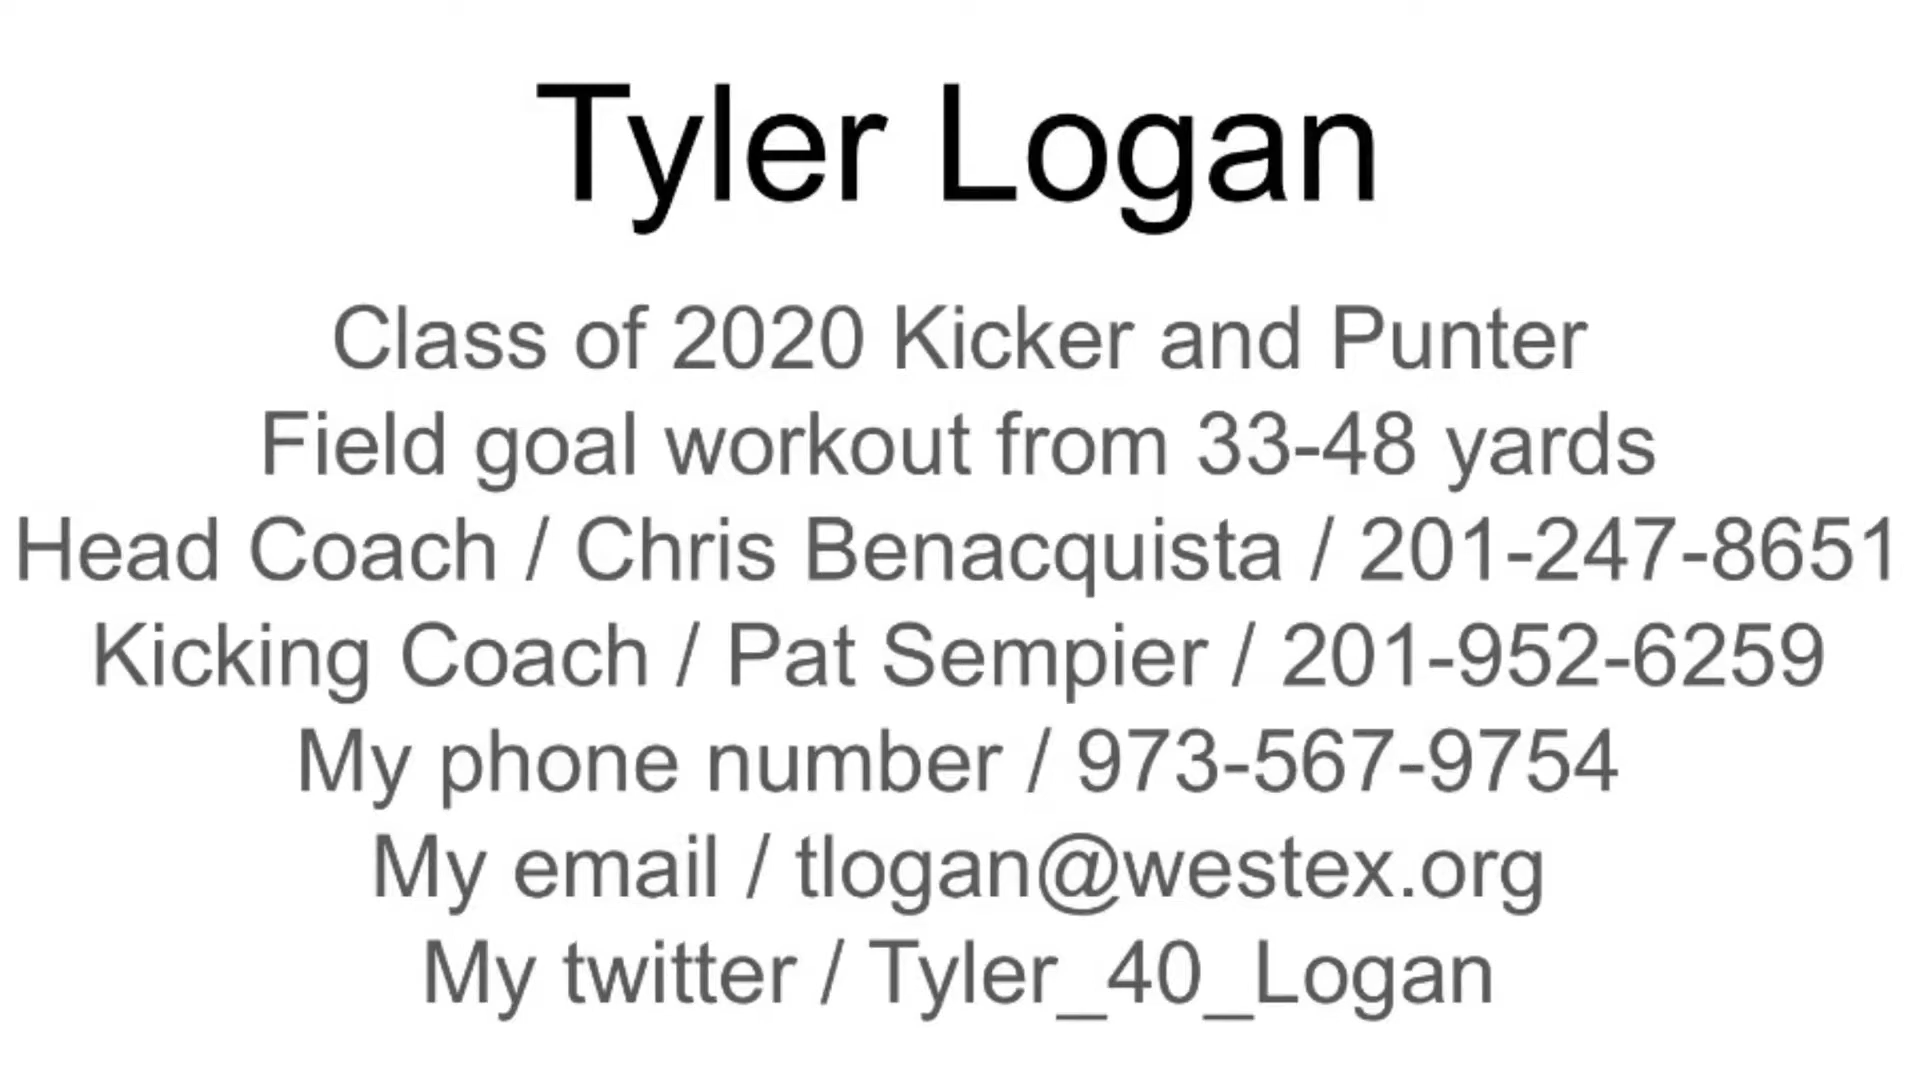 Tyler Logan
Class of 2020 Kicker and Punter
Field goal workout from 33-48 yards
Head Coach / Chris Benacquista / 201-247-8651
Kicking Coach / Pat Sempier / 201-952-6259
My phone number / 973-567-9754
My email / tlogan@westex.org
My twitter / Tyler_40_Logan